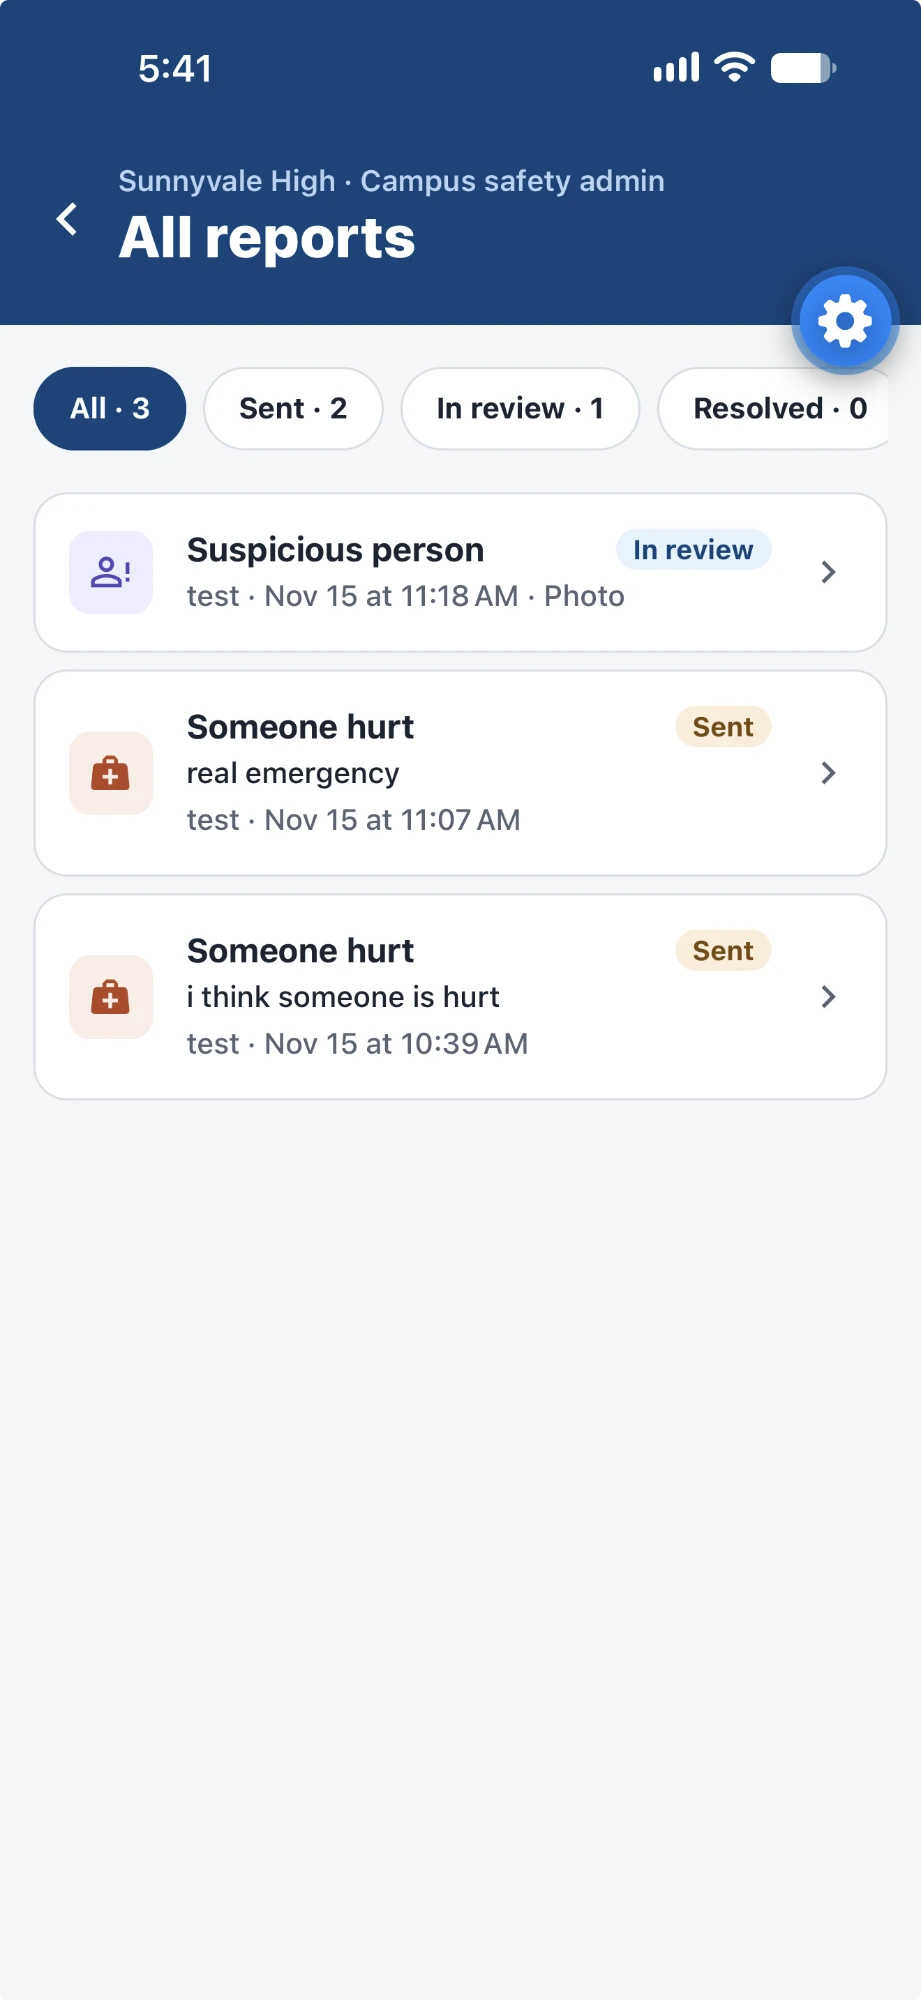 5:41
Sunnyvale High · Campus safety admin
All reports
All · 3
Sent · 2
In review · 1
Resolved · 0
Suspicious person
In review
test · Nov 15 at 11:18 AM · Photo
Someone hurt
Sent
real emergency
test · Nov 15 at 11:07 AM
Someone hurt
Sent
i think someone is hurt
test · Nov 15 at 10:39 AM